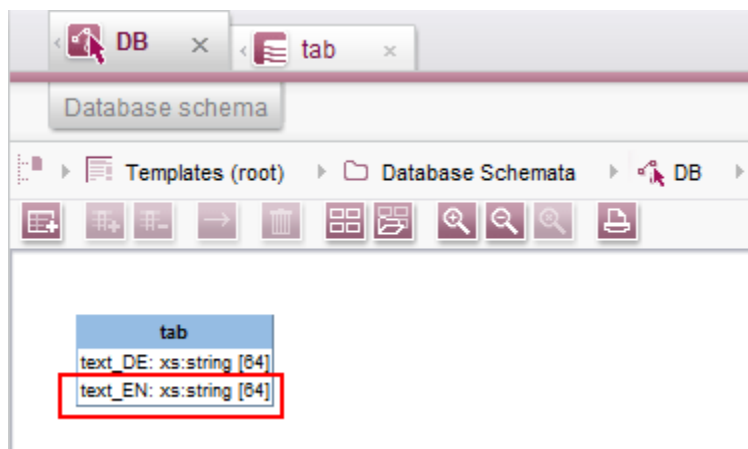 DB
tab
Database schema
Templates (root) Database Schemata DB
tab
text_DE: xs:string [64]
text_EN: xs:string [64]